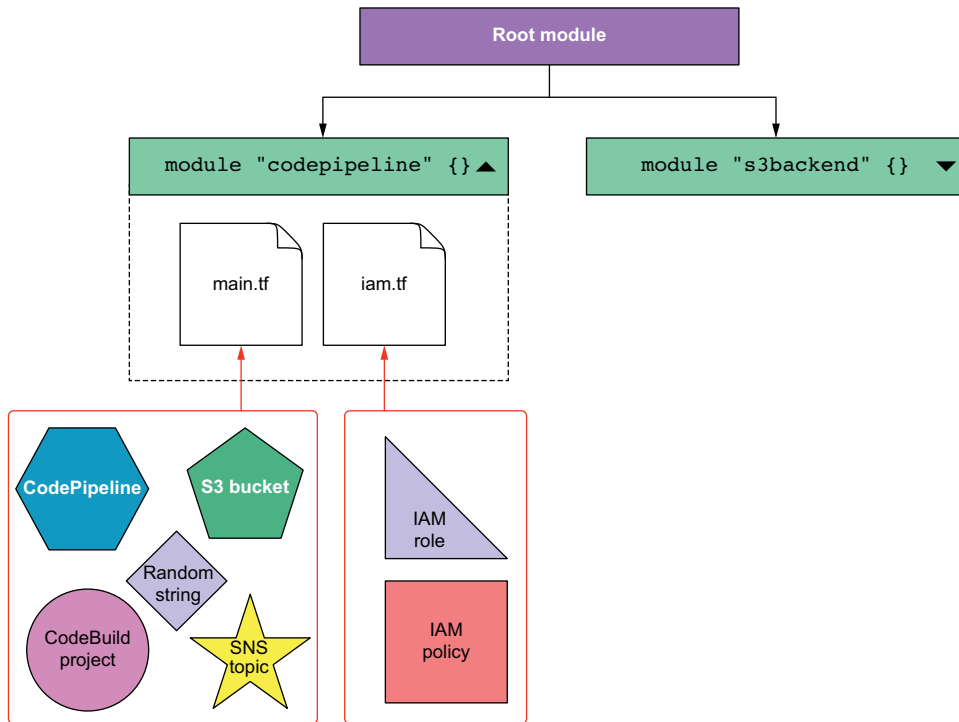 Root module
module "codepipeline" {}
module "s3backend" {}
main.tf
iam.tf
CodePipeline
S3 bucket
Random
string
CodeBuild
project
SNS
topic
IAM
role
IAM
policy